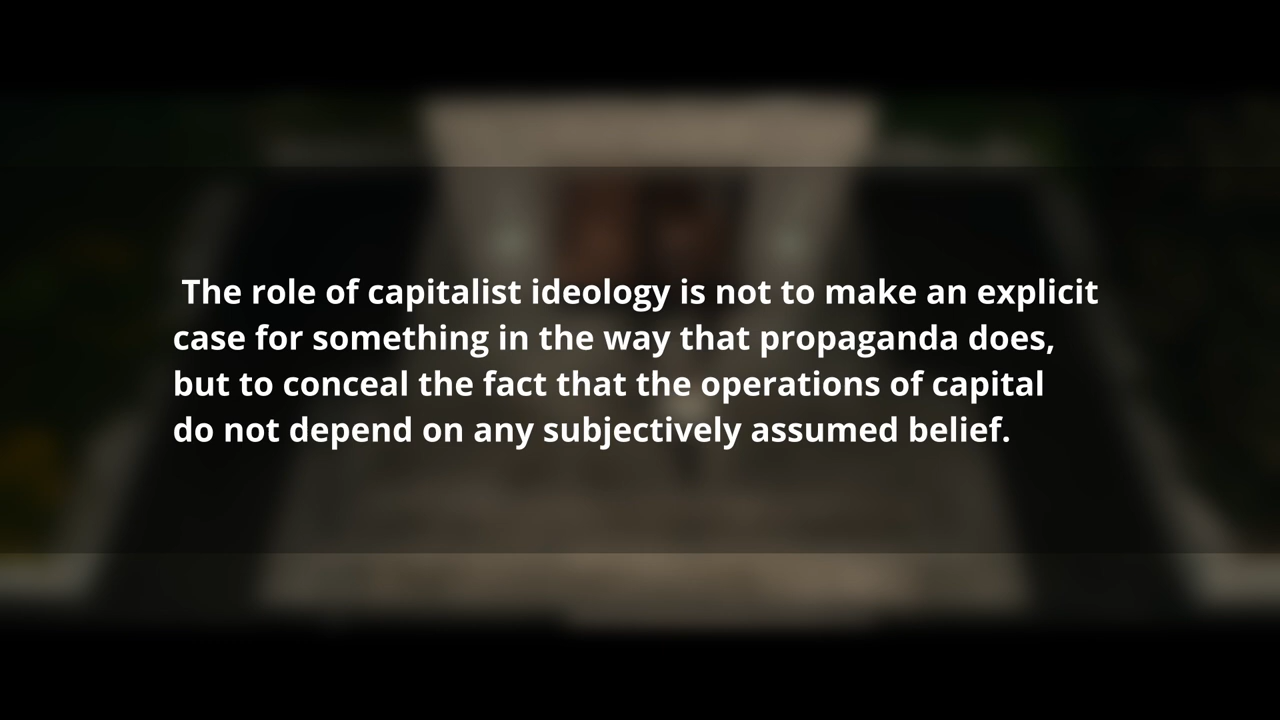 The role of capitalist ideology is not to make an explicit
case for something in the way that propaganda does,
but to conceal the fact that the operations of capital
do not depend on any subjectively assumed belief.